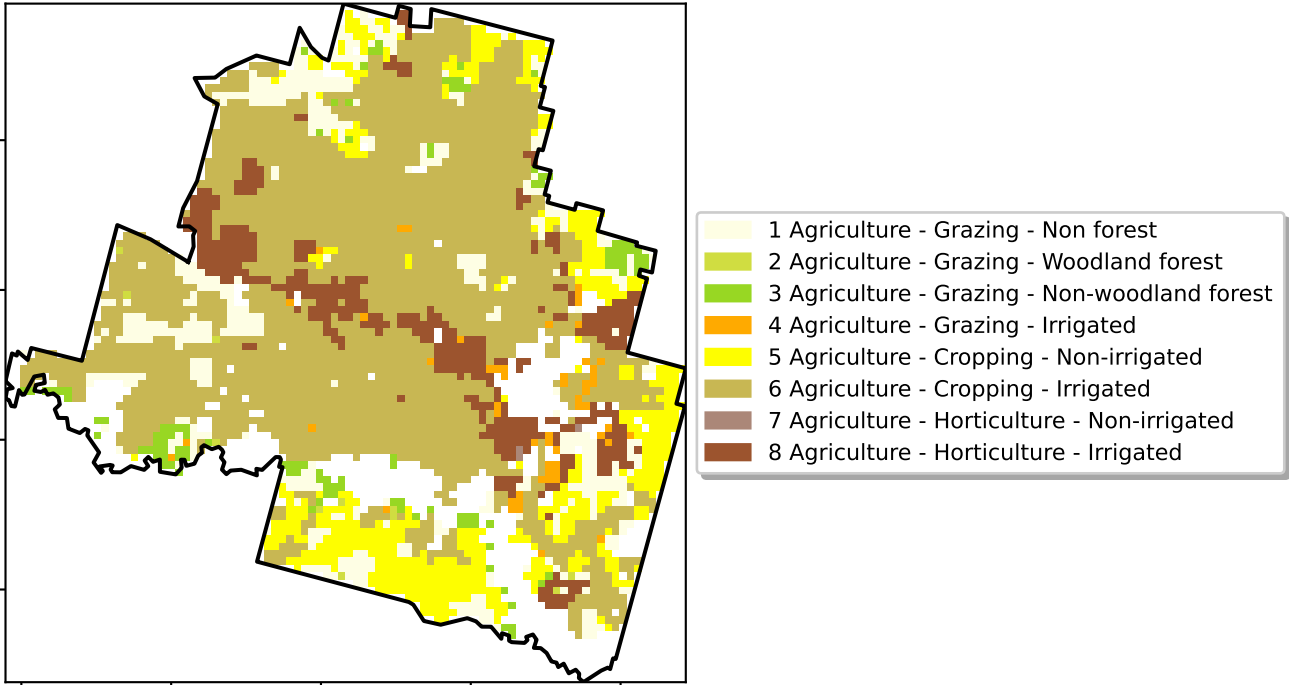 1 Agriculture - Grazing - Non forest
2 Agriculture - Grazing - Woodland forest
3 Agriculture - Grazing - Non-woodland forest
4 Agriculture - Grazing - Irrigated
5 Agriculture - Cropping - Non-irrigated
6 Agriculture - Cropping - Irrigated
7 Agriculture - Horticulture - Non-irrigated
8 Agriculture - Horticulture - Irrigated